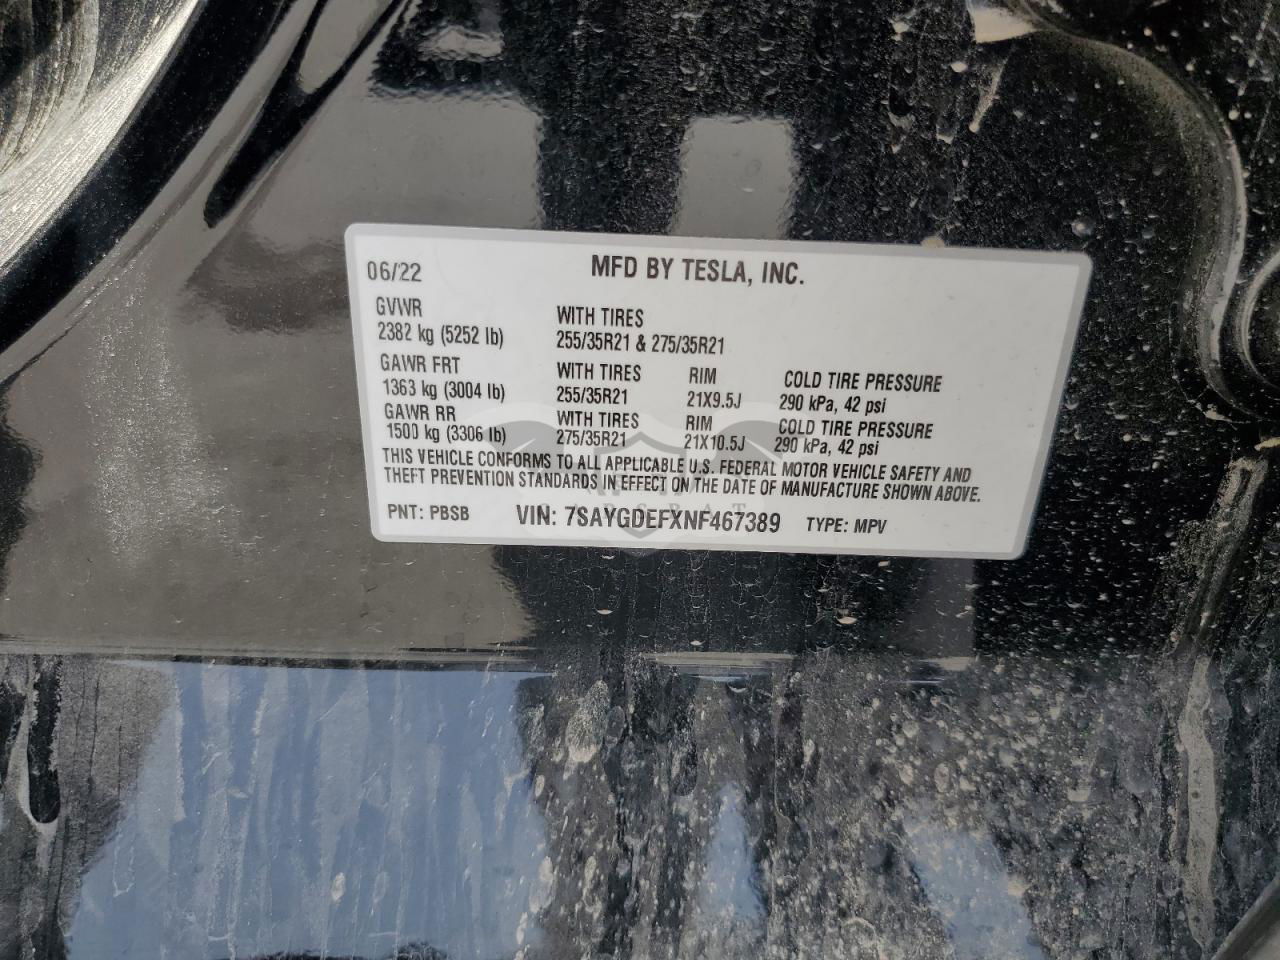 06/22 MFD BY TESLA, INC.
GVWR WITH TIRES
2382 kg (5252 lb) 255/35R21 & 275/35R21
GAWR FRT WITH TIRES RIM COLD TIRE PRESSURE
1363 kg (3004 lb) 255/35R21 21X9.5J 290 kPa, 42 psi
GAWR RR WITH TIRES RIM COLD TIRE PRESSURE
1500 kg (3306 lb) 275/35R21 21X10.5J 290 kPa, 42 psi
THIS VEHICLE CONFORMS TO ALL APPLICABLE U.S. FEDERAL MOTOR VEHICLE SAFETY AND
THEFT PREVENTION STANDARDS IN EFFECT ON THE DATE OF MANUFACTURE SHOWN ABOVE.
PNT: PBSB VIN: 7SAYGDEFXNF467389 TYPE: MPV